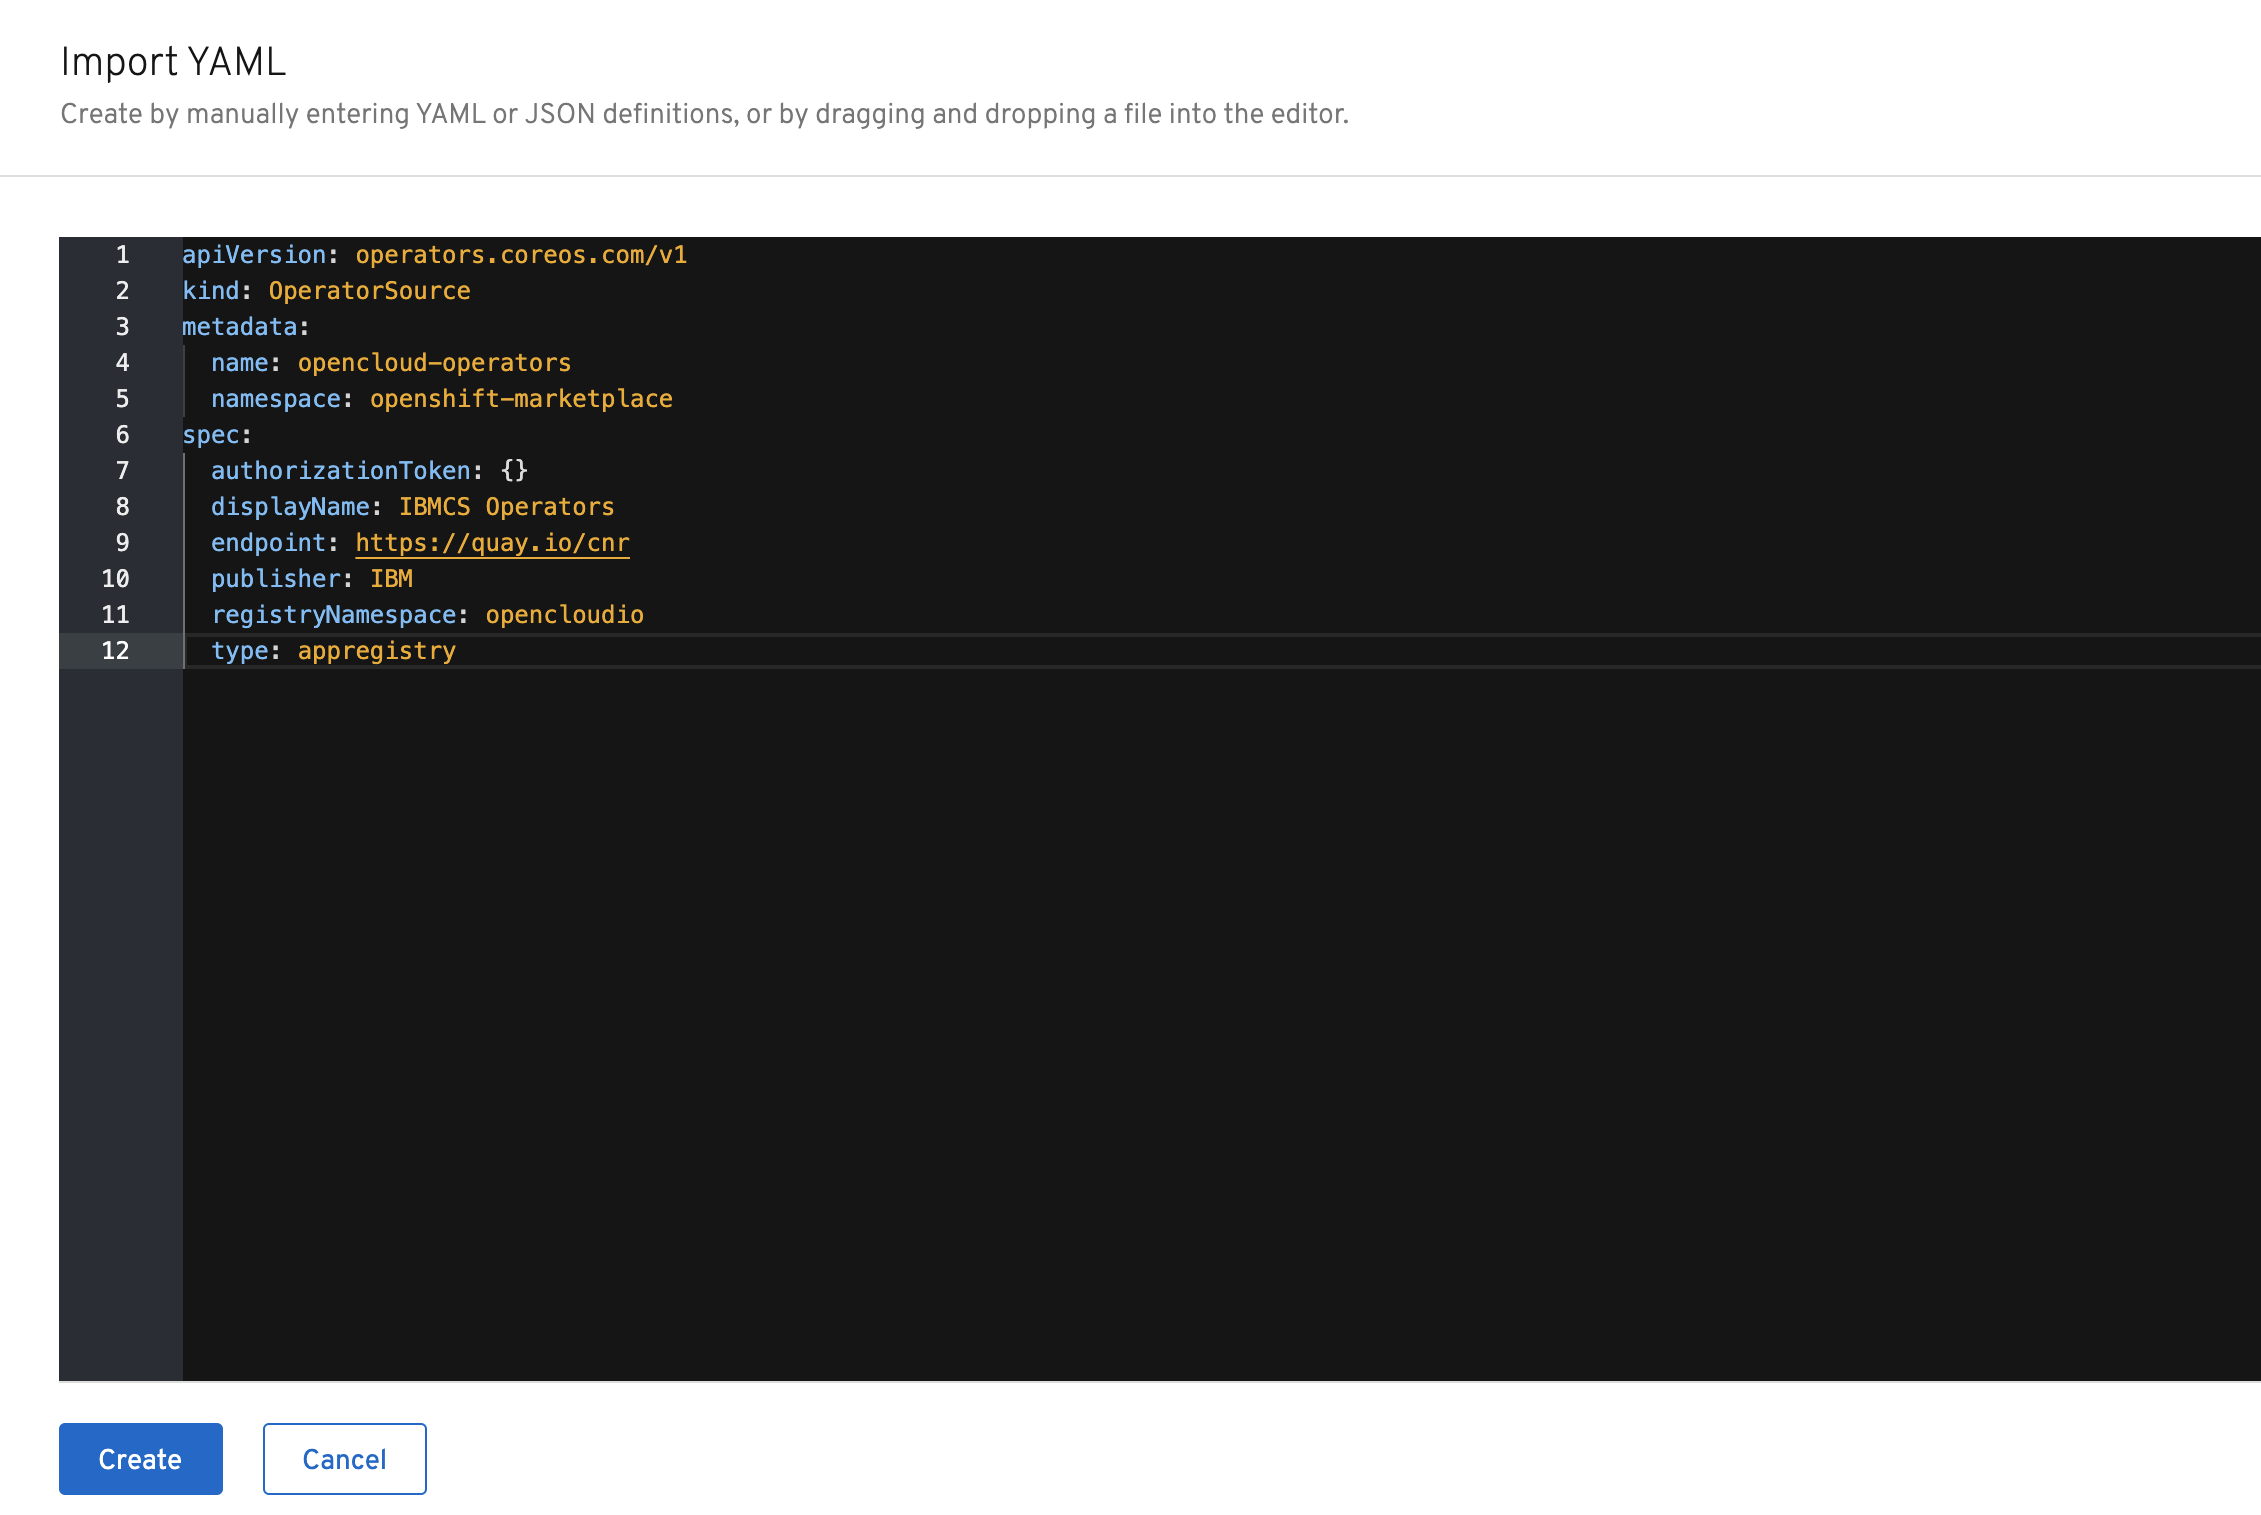 Import YAML
Create by manually entering YAML or JSON definitions, or by dragging and dropping a file into the editor.
1 apiVersion: operators.coreos.com/v1
2 kind: OperatorSource
3 metadata:
4   name: opencloud-operators
5   namespace: openshift-marketplace
6 spec:
7   authorizationToken: {}
8   displayName: IBMCS Operators
9   endpoint: https://quay.io/cnr
10   publisher: IBM
11   registryNamespace: opencloudio
12   type: appregistry
Create Cancel